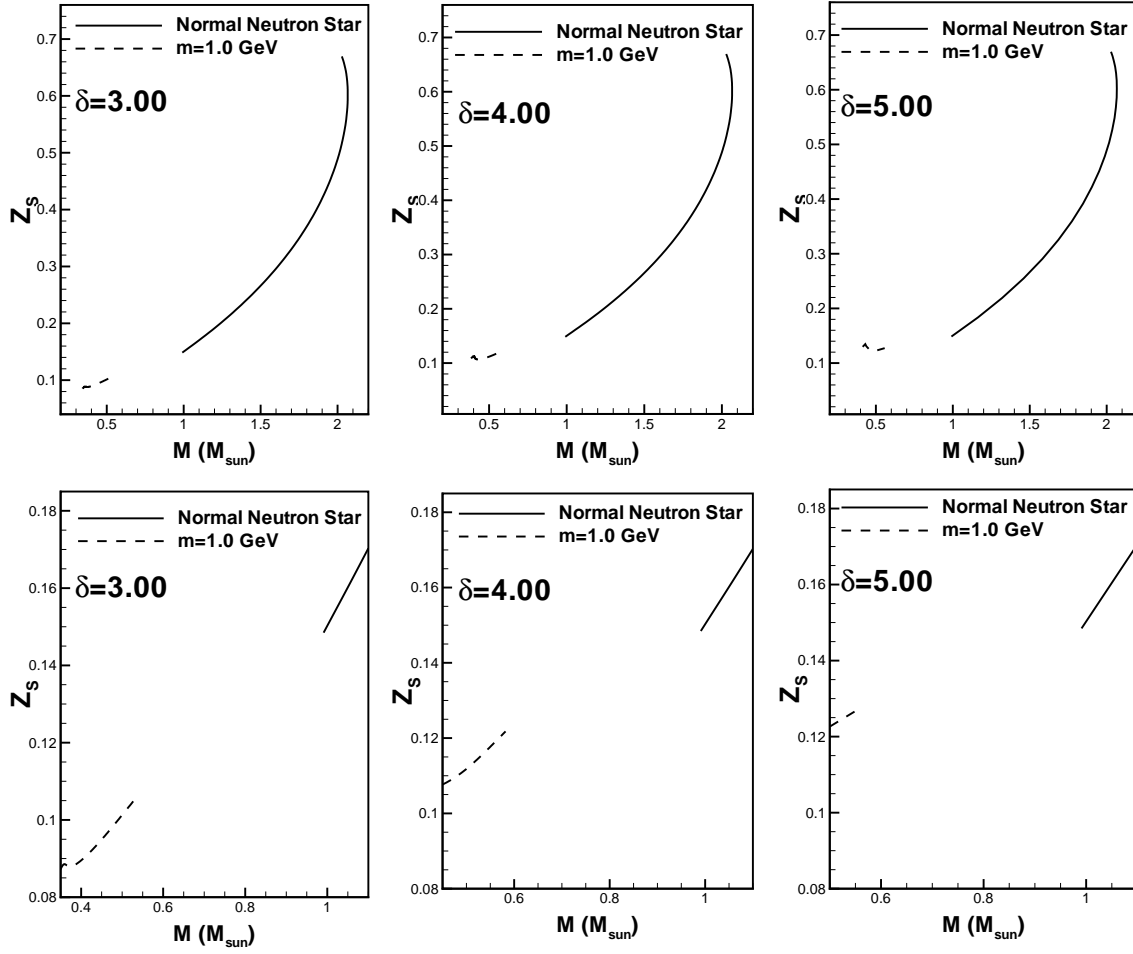 Normal Neutron Star
m=1.0 GeV
δ=3.00
Z_S
0.7
0.6
0.5
0.4
0.3
0.2
0.1
0.5
1
1.5
2
M (M_sun)
Normal Neutron Star
m=1.0 GeV
δ=4.00
Z_S
0.7
0.6
0.5
0.4
0.3
0.2
0.1
0.5
1
1.5
2
M (M_sun)
Normal Neutron Star
m=1.0 GeV
δ=5.00
Z_S
0.7
0.6
0.5
0.4
0.3
0.2
0.1
0.5
1
1.5
2
M (M_sun)
Normal Neutron Star
m=1.0 GeV
δ=3.00
Z_S
0.18
0.16
0.14
0.12
0.1
0.08
0.4
0.6
0.8
1
M (M_sun)
Normal Neutron Star
m=1.0 GeV
δ=4.00
Z_S
0.18
0.16
0.14
0.12
0.1
0.08
0.6
0.8
1
M (M_sun)
Normal Neutron Star
m=1.0 GeV
δ=5.00
Z_S
0.18
0.16
0.14
0.12
0.1
0.08
0.6
0.8
1
M (M_sun)